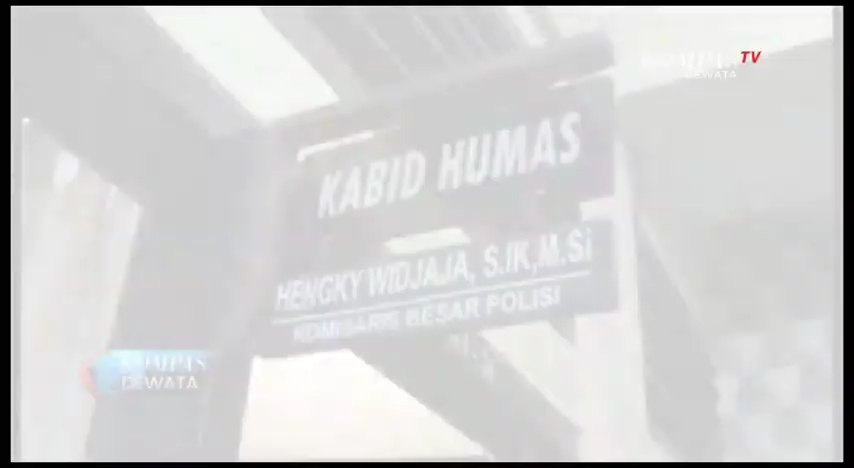 KOMPAS TV
DEWATA
KABID HUMAS
HENGKY WIDJAJA, S.IK,M.Si
KOMISARIS BESAR POLISI
KOMPAS
DEWATA